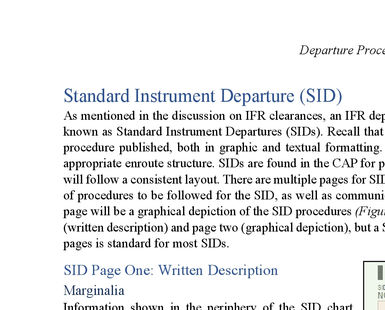 Departure Proce
Standard Instrument Departure (SID)
As mentioned in the discussion on IFR clearances, an IFR dep
known as Standard Instrument Departures (SIDs). Recall that
procedure published, both in graphic and textual formatting.
appropriate enroute structure. SIDs are found in the CAP for p
will follow a consistent layout. There are multiple pages for SID
of procedures to be followed for the SID, as well as communi
page will be a graphical depiction of the SID procedures (Figu
(written description) and page two (graphical depiction), but a S
pages is standard for most SIDs.
SID Page One: Written Description
Marginalia
Information shown in the periphery of the SID chart